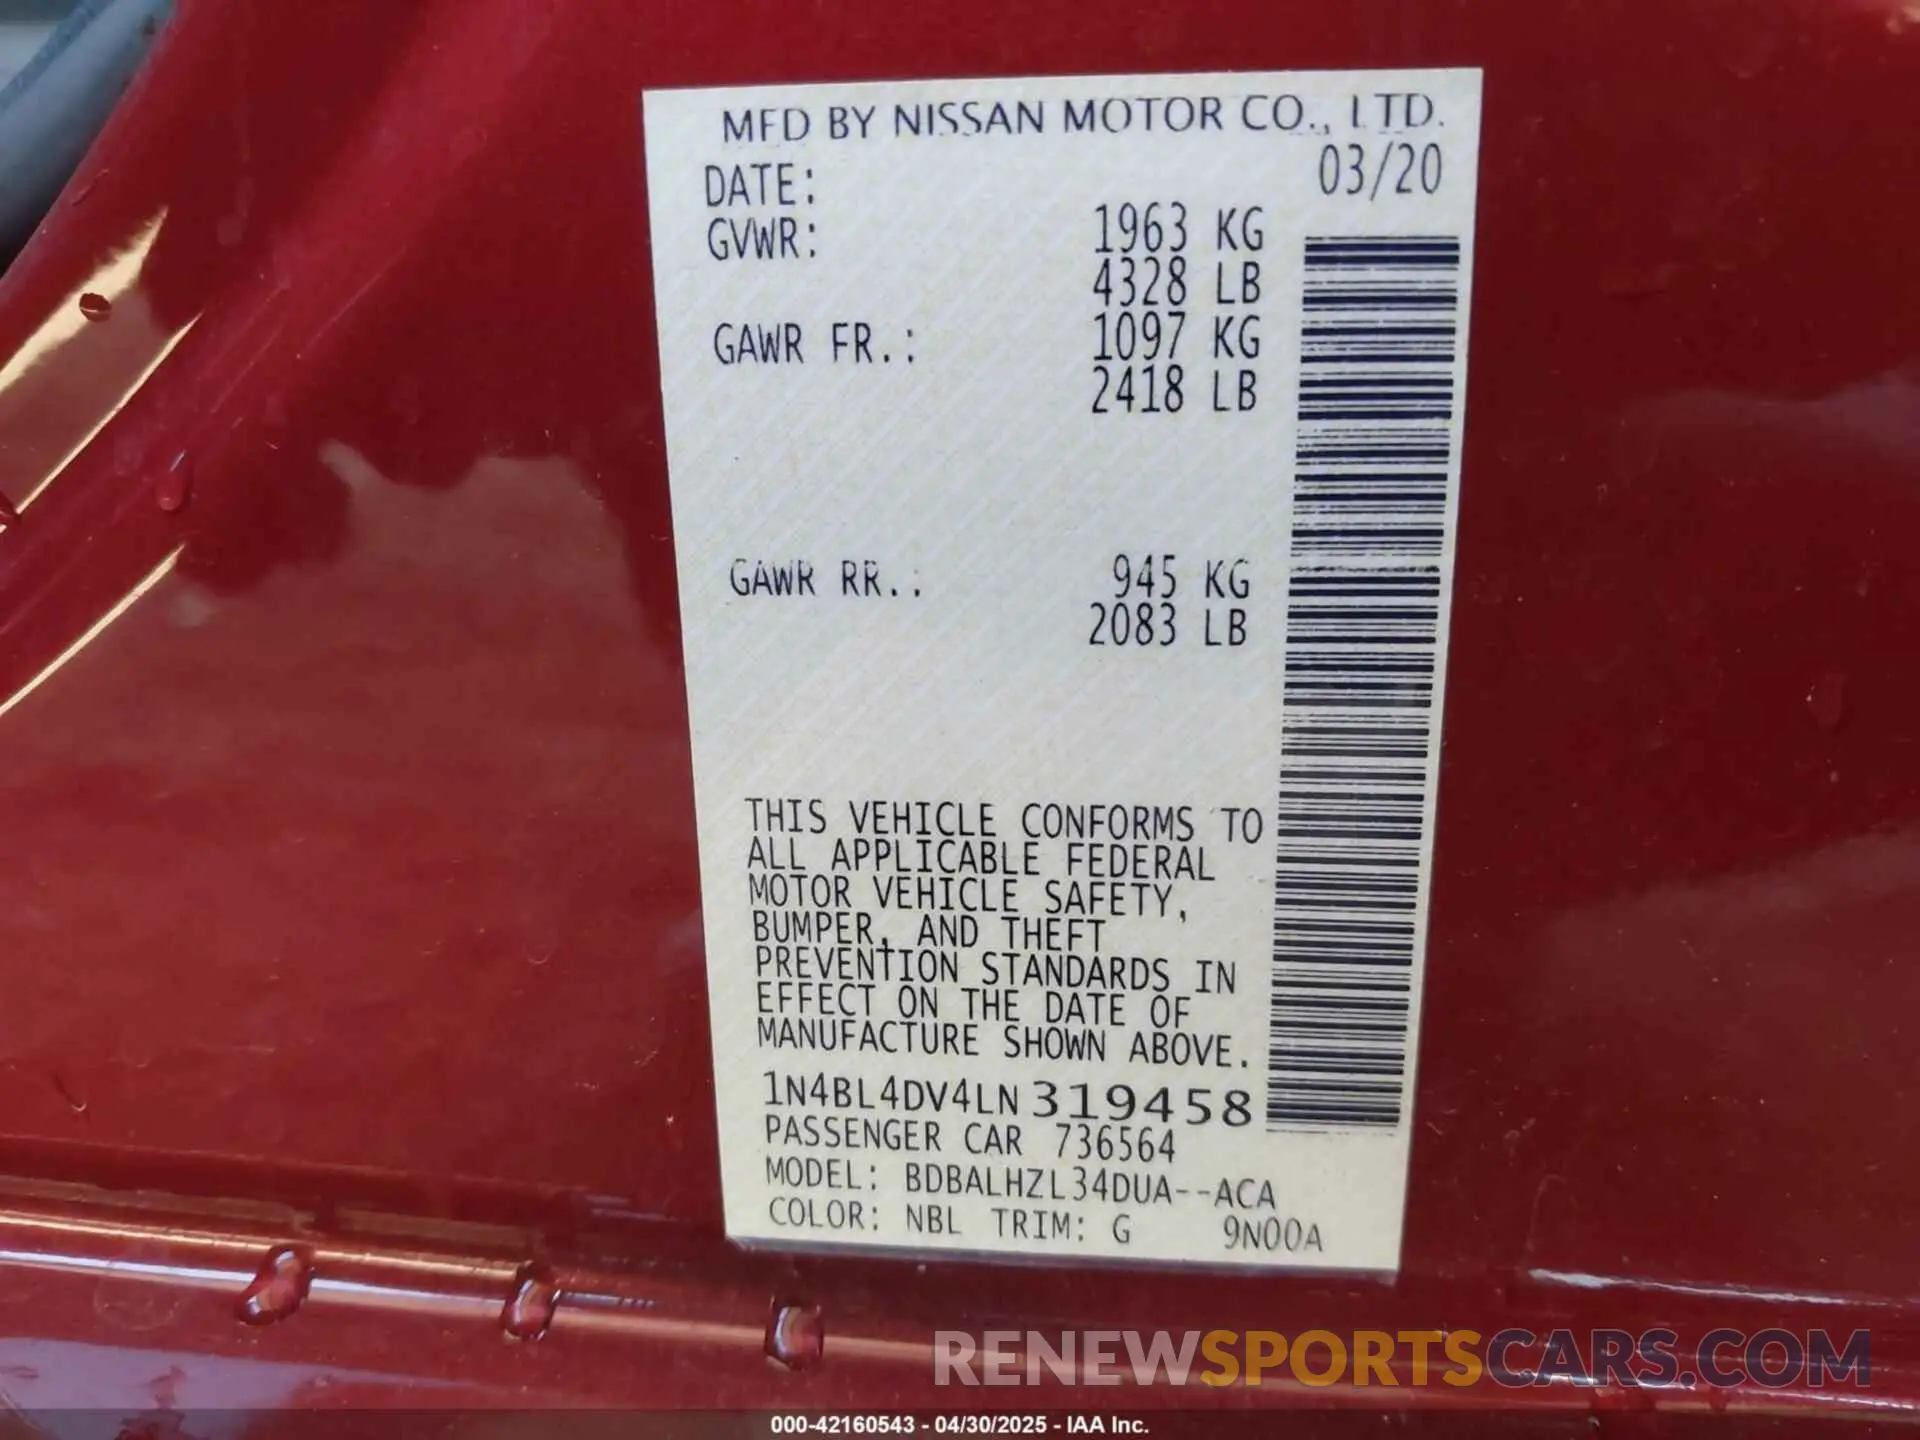 MFD BY NISSAN MOTOR CO., LTD.
DATE: 03/20
GVWR: 1963 KG
4328 LB
GAWR FR.: 1097 KG
2418 LB
GAWR RR.: 945 KG
2083 LB
THIS VEHICLE CONFORMS TO
ALL APPLICABLE FEDERAL
MOTOR VEHICLE SAFETY,
BUMPER, AND THEFT
PREVENTION STANDARDS IN
EFFECT ON THE DATE OF
MANUFACTURE SHOWN ABOVE.
1N4BL4DV4LN319458
PASSENGER CAR 736564
MODEL: BDBALHZL34DUA--ACA
COLOR: NBL TRIM: G 9N00A
RENEWSPORTSCARS.COM
000-42160543 - 04/30/2025 - IAA Inc.